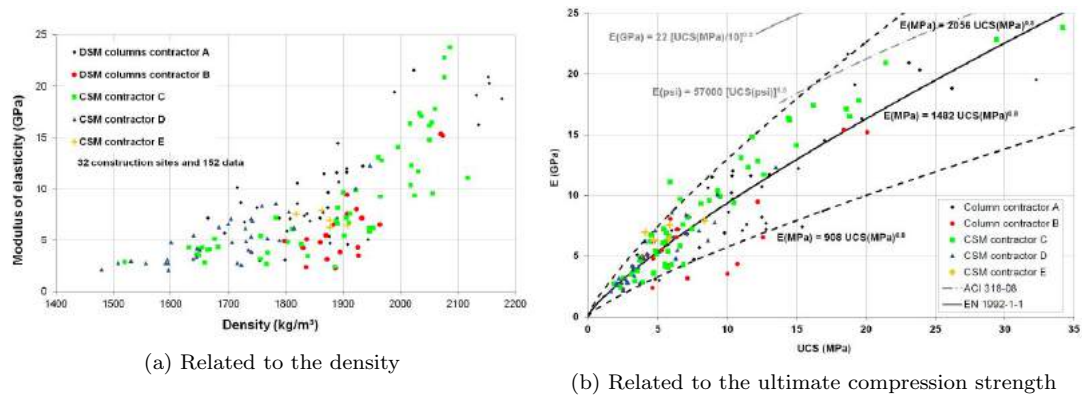 25
20
15
10
5
0
Modulus of elasticity (GPa)
DSM columns contractor A
DSM columns contractor B
CSM contractor C
CSM contractor D
CSM contractor E
32 construction sites and 152 data
1400 1500 1600 1700 1800 1900 2000 2100 2200
Density (kg/m³)
(a) Related to the density
25
20
15
10
5
0
E (GPa)
E(GPa) = 22 [UCS(MPa)/10]⁰·³
E(MPa) = 2056 UCS(MPa)⁰·⁸
E(psi) = 57000 [UCS(psi)]⁰·⁵
E(MPa) = 1482 UCS(MPa)⁰·⁸
E(MPa) = 908 UCS(MPa)⁰·⁸
Column contractor A
Column contractor B
CSM contractor C
CSM contractor D
CSM contractor E
ACI 318-08
EN 1992-1-1
0 5 10 15 20 25 30 35
UCS (MPa)
(b) Related to the ultimate compression strength